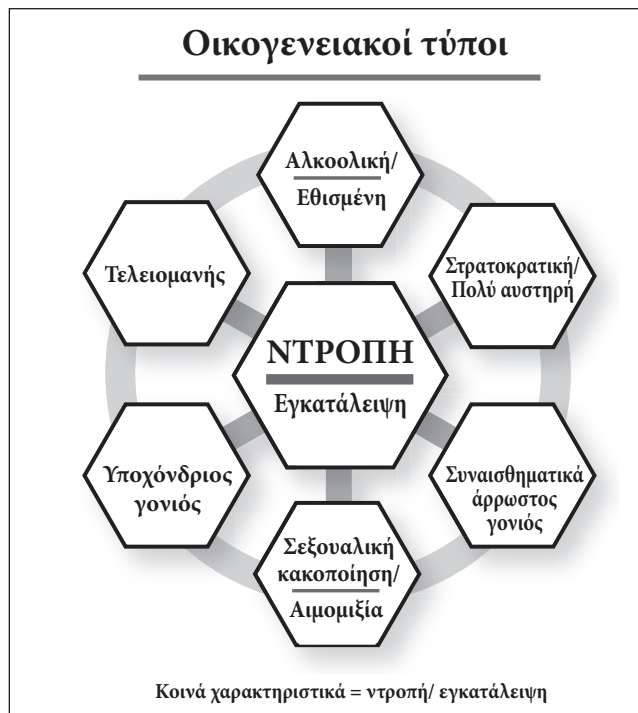 Οικογενειακοί τύποι
Αλκοολική/
Εθισμένη
Τελειομανής
Στρατοκρατική/
Πολύ αυστηρή
ΝΤΡΟΠΗ
Εγκατάλειψη
Υποχόνδριος
γονιός
Συναισθηματικά
άρρωστος
γονιός
Σεξουαλική
κακοποίηση/
Αιμομιξία
Κοινά χαρακτηριστικά = ντροπή/ εγκατάλειψη